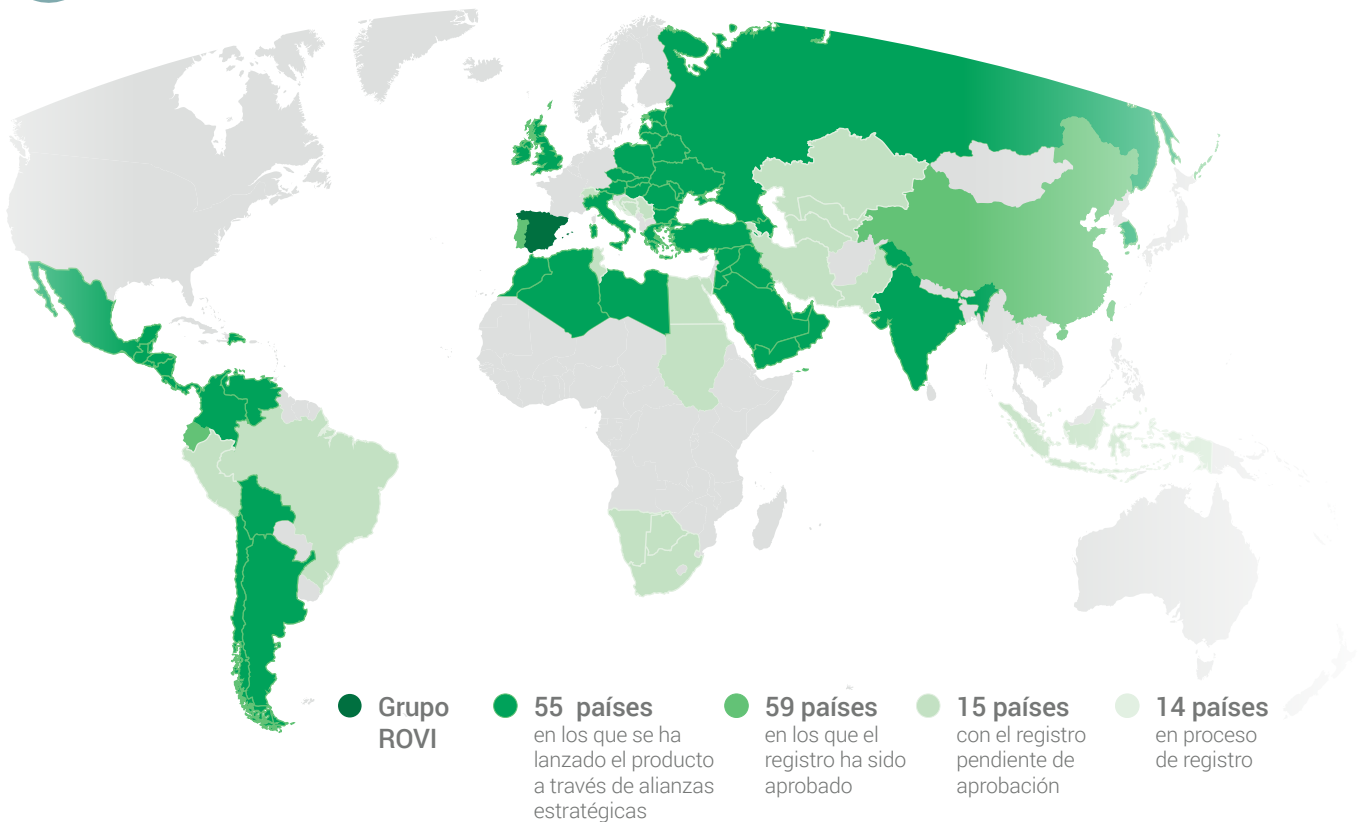 Grupo
ROVI
55 países
en los que se ha
lanzado el producto
a través de alianzas
estratégicas
59 países
en los que el
registro ha sido
aprobado
15 países
con el registro
pendiente de
aprobación
14 países
en proceso
de registro